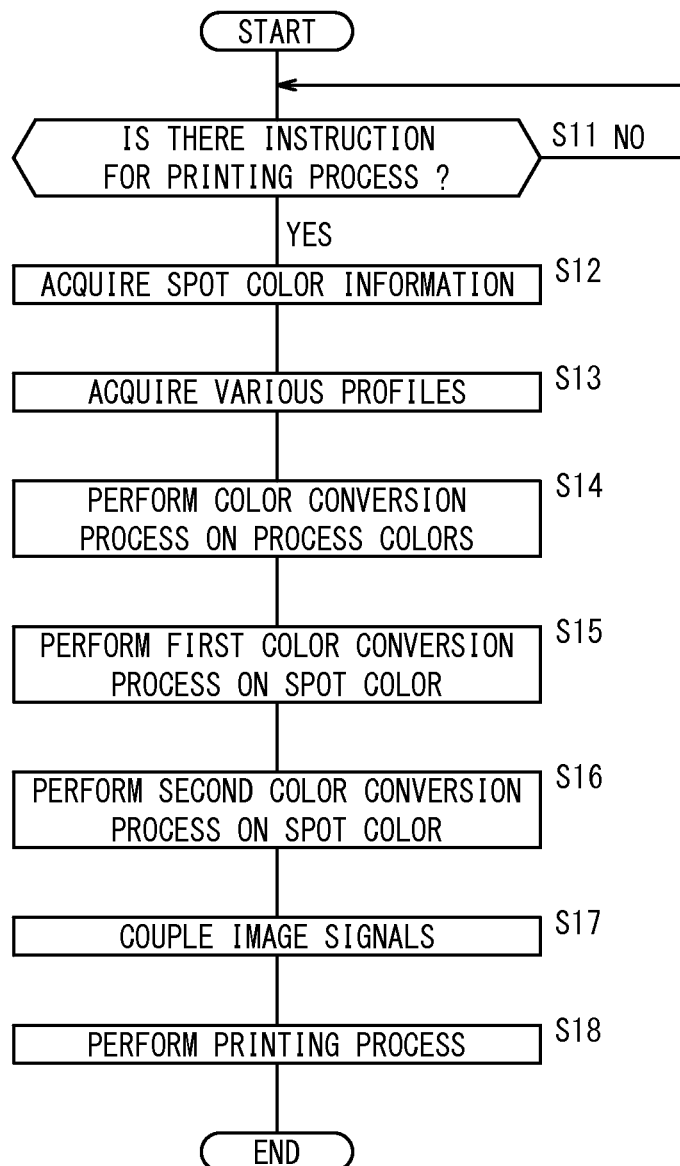 START
IS THERE INSTRUCTION
FOR PRINTING PROCESS ?
S11 NO
YES
ACQUIRE SPOT COLOR INFORMATION
S12
ACQUIRE VARIOUS PROFILES
S13
PERFORM COLOR CONVERSION
PROCESS ON PROCESS COLORS
S14
PERFORM FIRST COLOR CONVERSION
PROCESS ON SPOT COLOR
S15
PERFORM SECOND COLOR CONVERSION
PROCESS ON SPOT COLOR
S16
COUPLE IMAGE SIGNALS
S17
PERFORM PRINTING PROCESS
S18
END